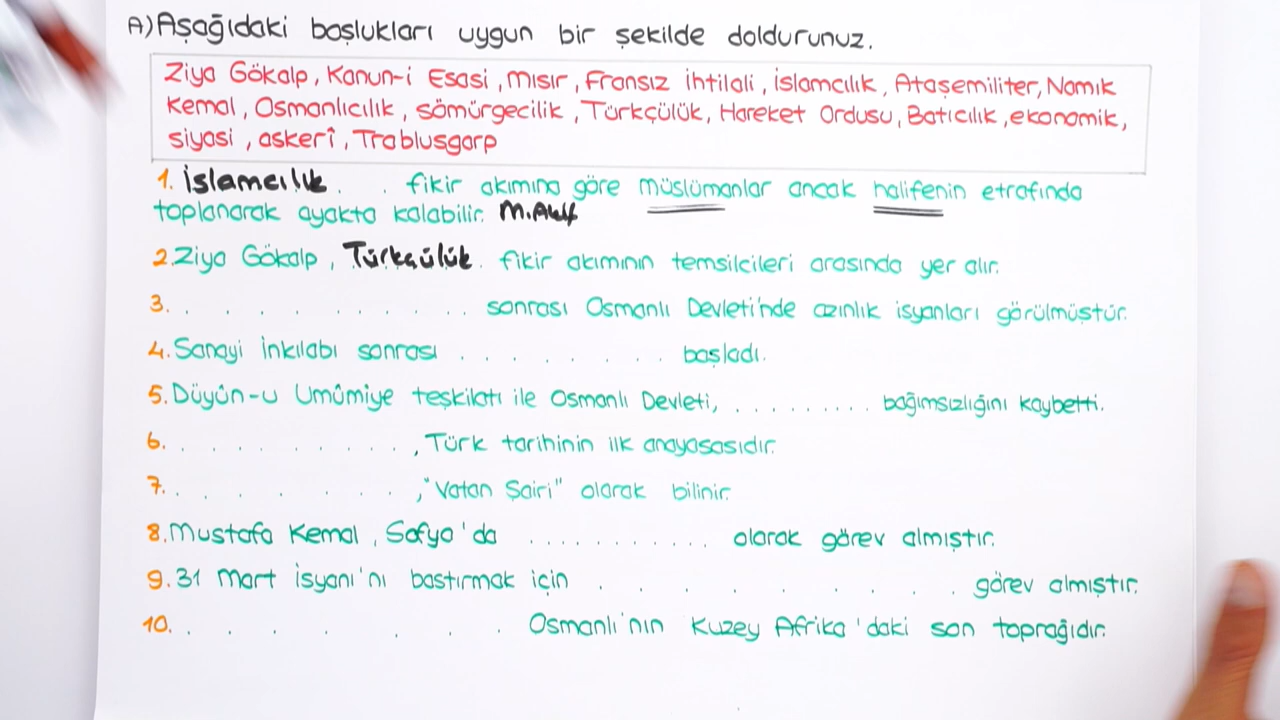 A) Aşağıdaki boşlukları uygun bir şekilde doldurunuz.
Ziya Gökalp, Kanun-i Esasi, Mısır, Fransız İhtilali, İslamcılık, Ataşemiliter, Namık
Kemal, Osmanlıcılık, sömürgecilik, Türkçülük, Hareket Ordusu, Batıcılık, ekonomik,
siyasi, askerî, Trablusgarp
1. İslamcılık. . fikir akımına göre müslümanlar ancak halifenin etrafında
toplanarak ayakta kalabilir. M.Akif
2. Ziya Gökalp, Türkçülük. fikir akımının temsilcileri arasında yer alır.
3. . . . . . . . . . . sonrası Osmanlı Devleti'nde azınlık isyanları görülmüştür.
4. Sanayi inkılabı sonrası . . . . . . . . başladı.
5. Düyûn-u Umûmiye teşkilatı ile Osmanlı Devleti, . . . . . . . . . bağımsızlığını kaybetti.
6. . . . . . . . . . , Türk tarihinin ilk anayasasıdır.
7. . . . . . . . , "Vatan Şairi" olarak bilinir.
8. Mustafa Kemal, Sofya'da . . . . . . . . . . . olarak görev almıştır.
9. 31 Mart İsyanı'nı bastırmak için . . . . . . . . görev almıştır.
10. . . . . . . Osmanlı'nın Kuzey Afrika'daki son toprağıdır.